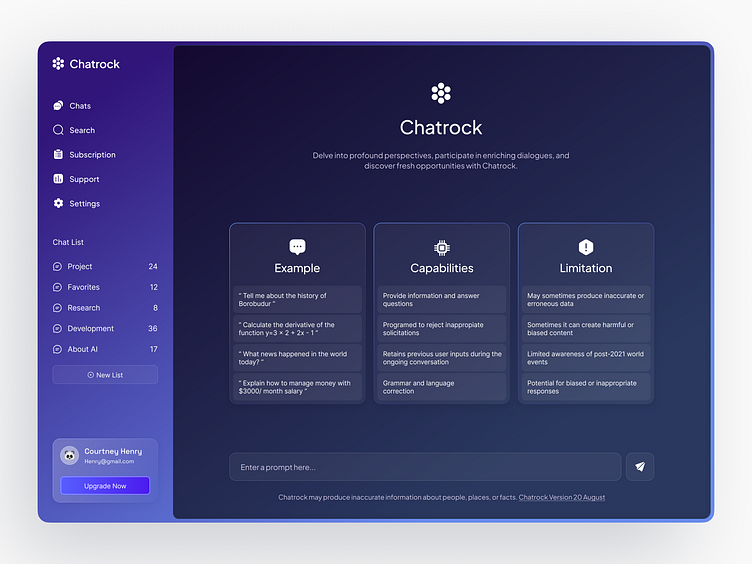 Chatrock
Chats
Search
Subscription
Support
Settings
Chat List
Project 24
Favorites 12
Research 8
Development 36
About AI 17
New List
Courtney Henry
Henry@gmail.com
Upgrade Now
Chatrock
Delve into profound perspectives, participate in enriching dialogues, and
discover fresh opportunities with Chatrock.
Example
" Tell me about the history of
Borobudur "
" Calculate the derivative of the
function y=3 × 2 + 2x - 1 "
" What news happened in the world
today? "
" Explain how to manage money with
$3000/ month salary "
Capabilities
Provide information and answer
questions
Programed to reject inappropiate
solicitations
Retains previous user inputs during the
ongoing conversation
Grammar and language
correction
Limitation
May sometimes produce inaccurate or
erroneous data
Sometimes it can create harmful or
biased content
Limited awareness of post-2021 world
events
Potential for biased or inappropriate
responses
Enter a prompt here...
Chatrock may produce inaccurate information about people, places, or facts. Chatrock Version 20 August